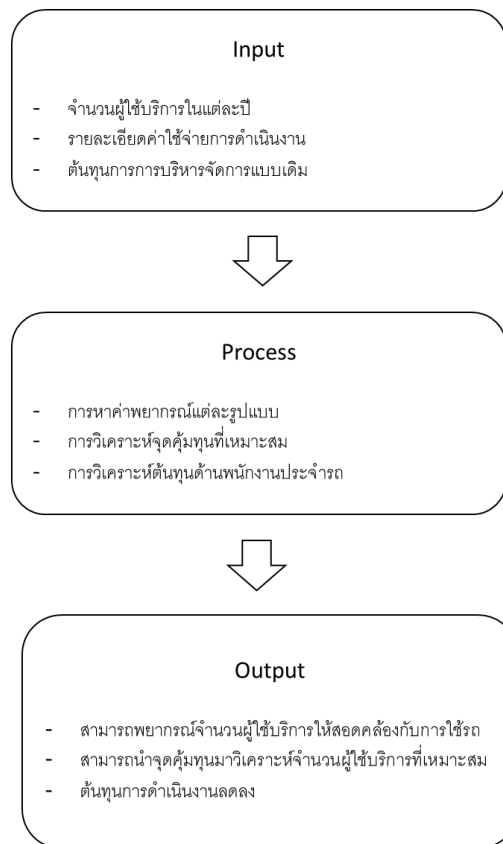 Input
- จำนวนผู้ใช้บริการในแต่ละปี
- รายละเอียดค่าใช้จ่ายการดำเนินงาน
- ต้นทุนการการบริหารจัดการแบบเดิม
Process
- การหาค่าพยากรณ์แต่ละรูปแบบ
- การวิเคราะห์จุดคุ้มทุนที่เหมาะสม
- การวิเคราะห์ต้นทุนด้านพนักงานประจำรถ
Output
- สามารถพยากรณ์จำนวนผู้ใช้บริการให้สอดคล้องกับการใช้รถ
- สามารถนำจุดคุ้มทุนมาวิเคราะห์จำนวนผู้ใช้บริการที่เหมาะสม
- ต้นทุนการดำเนินงานลดลง